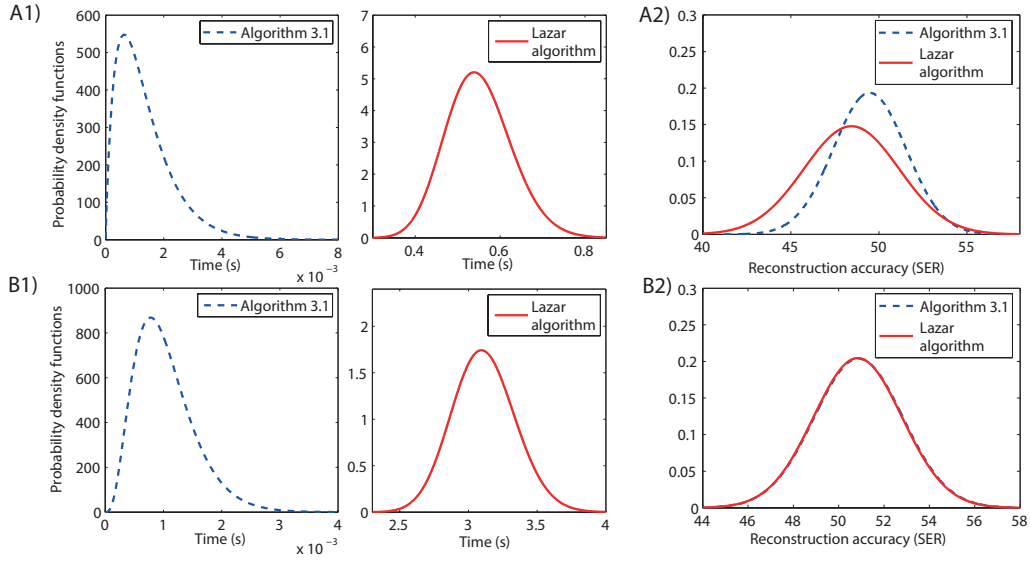 A1)
Probability density functions
600
500
400
300
200
100
0
0 2 4 6 8
Time (s)
x 10⁻³
Algorithm 3.1
7
6
5
4
3
2
1
0
0.4 0.6 0.8
Time (s)
Lazar
algorithm
A2)
0.3
0.25
0.2
0.15
0.1
0.05
0
40 45 50 55
Reconstruction accuracy (SER)
Algorithm 3.1
Lazar
algorithm
B1)
Probability density functions
1000
800
600
400
200
0
0 1 2 3 4
Time (s)
x 10⁻³
Algorithm 3.1
2
1.5
1
0.5
0
2.5 3 3.5 4
Time (s)
Lazar
algorithm
B2)
0.3
0.25
0.2
0.15
0.1
0.05
0
44 46 48 50 52 54 56 58
Reconstruction accuracy (SER)
Algorithm 3.1
Lazar
algorithm